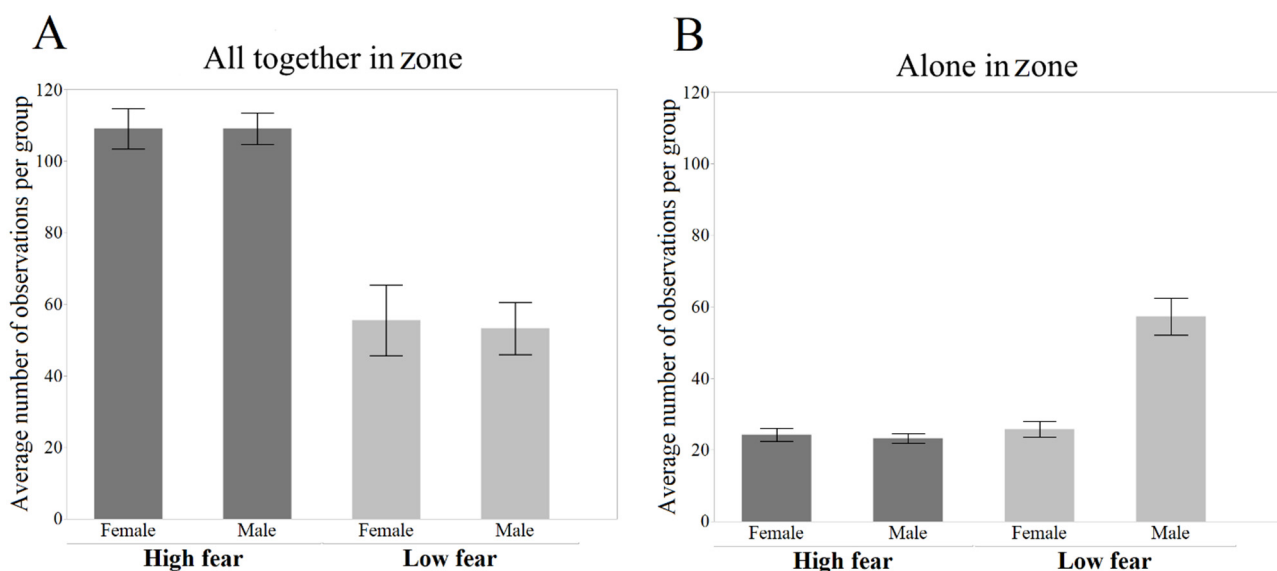 A
All together in zone
Average number of observations per group
120
100
80
60
40
20
0
Female
Male
Female
Male
High fear
Low fear
B
Alone in zone
Average number of observations per group
120
100
80
60
40
20
0
Female
Male
Female
Male
High fear
Low fear